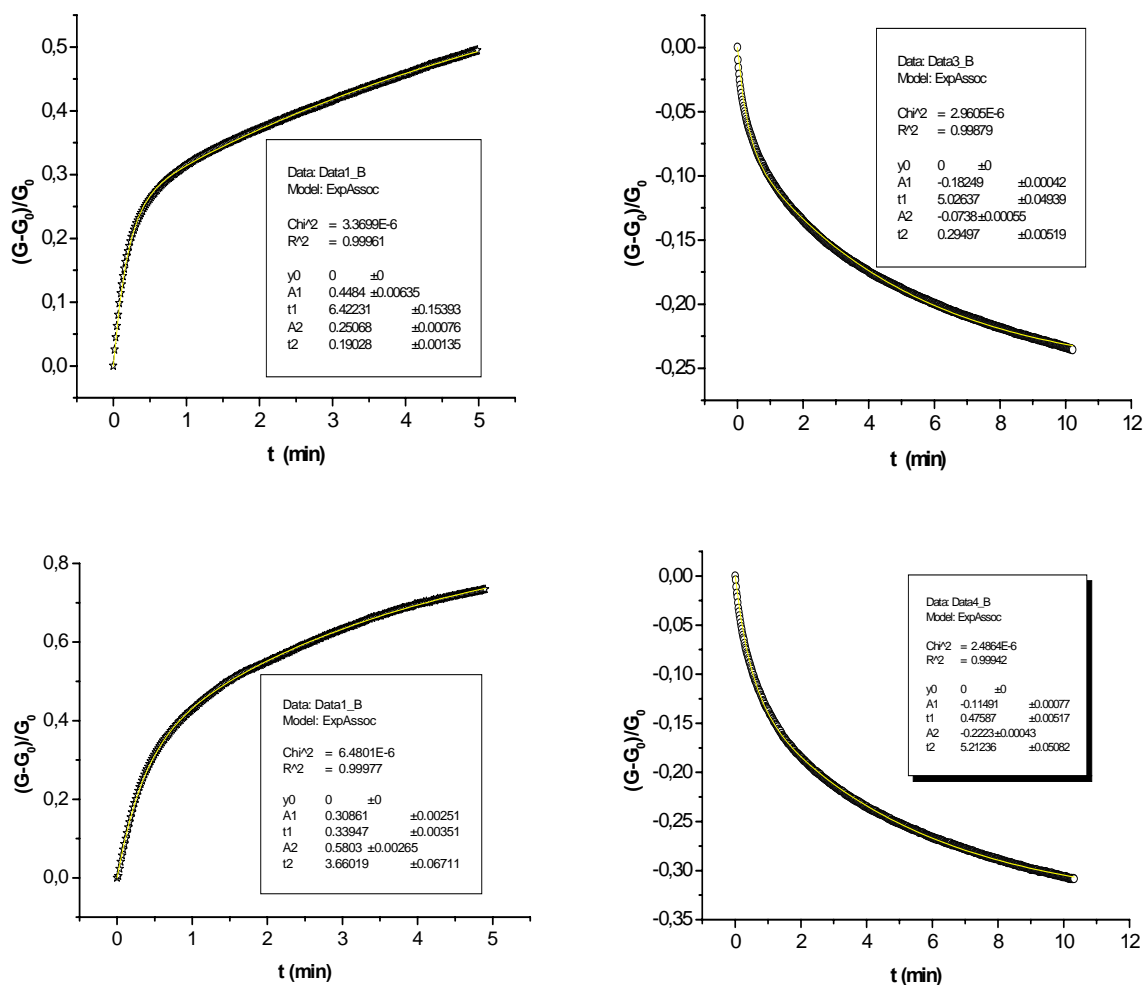 0,5
0,4
0,3
0,2
0,1
0,0
(G-G₀)/G₀
0 1 2 3 4 5
t (min)
Data: Data1_B
Model: ExpAssoc
Chi^2 = 3.3699E-6
R^2 = 0.99961
y0 0 ±0
A1 0.4484 ±0.00635
t1 6.42231 ±0.15393
A2 0.25068 ±0.00076
t2 0.19028 ±0.00135
0,00
-0,05
-0,10
-0,15
-0,20
-0,25
(G-G₀)/G₀
0 2 4 6 8 10 12
t (min)
Data: Data3_B
Model: ExpAssoc
Chi^2 = 2.9605E-6
R^2 = 0.99879
y0 0 ±0
A1 -0.18249 ±0.00042
t1 5.02637 ±0.04939
A2 -0.0738 ±0.00055
t2 0.29497 ±0.00519
0,8
0,6
0,4
0,2
0,0
(G-G₀)/G₀
0 1 2 3 4 5
t (min)
Data: Data1_B
Model: ExpAssoc
Chi^2 = 6.4801E-6
R^2 = 0.99977
y0 0 ±0
A1 0.30861 ±0.00251
t1 0.33947 ±0.00351
A2 0.5803 ±0.00265
t2 3.66019 ±0.06711
0,00
-0,05
-0,10
-0,15
-0,20
-0,25
-0,30
-0,35
(G-G₀)/G₀
0 2 4 6 8 10 12
t (min)
Data: Data4_B
Model: ExpAssoc
Chi^2 = 2.4864E-6
R^2 = 0.99942
y0 0 ±0
A1 -0.11491 ±0.00077
t1 0.47587 ±0.00517
A2 -0.2223 ±0.00043
t2 5.21236 ±0.05082